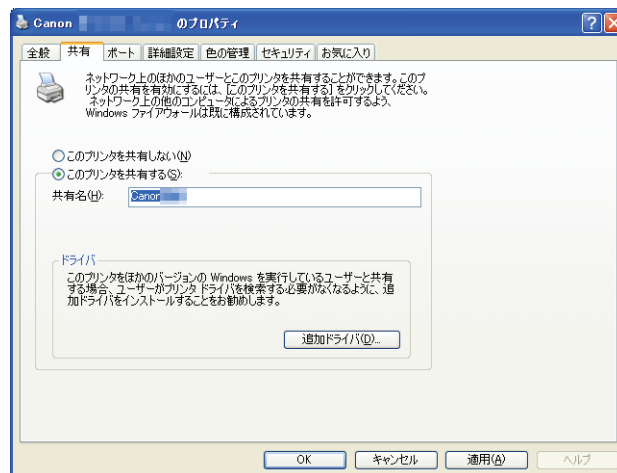 Canon のプロパティ
全般 共有 ポート 詳細設定 色の管理 セキュリティ お気に入り
ネットワーク上のほかのユーザーとこのプリンタを共有することができます。このプ
リンタの共有を有効にするには、[このプリンタを共有する] をクリックしてください。
ネットワーク上の他のコンピュータによるプリンタの共有を許可するよう、
Windows ファイアウォールは既に構成されています。
このプリンタを共有しない(N)
このプリンタを共有する(S):
共有名(H): Canon
ドライバ
このプリンタをほかのバージョンの Windows を実行しているユーザーと共有
する場合、ユーザーがプリンタ ドライバを検索する必要がなくなるように、追
加ドライバをインストールすることをお勧めします。
追加ドライバ(D)...
OK キャンセル 適用(A) ヘルプ